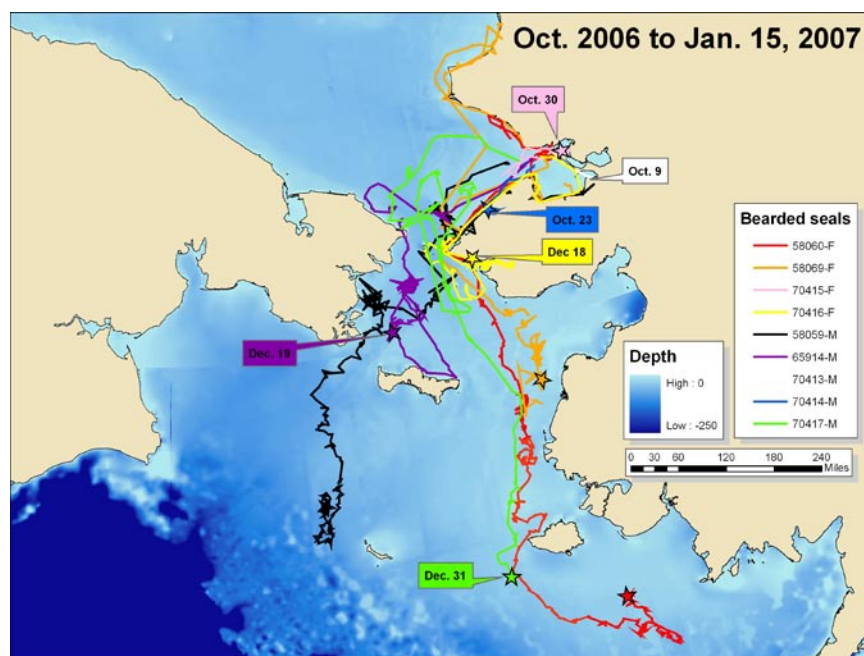 Oct. 2006 to Jan. 15, 2007
Oct. 30
Oct. 9
Oct. 23
Dec 18
Dec. 19
Dec. 31
Bearded seals
58060-F
58069-F
70415-F
70416-F
58059-M
65914-M
70413-M
70414-M
70417-M
Depth
High : 0
Low : -250
0 30 60 120 180 240
Miles